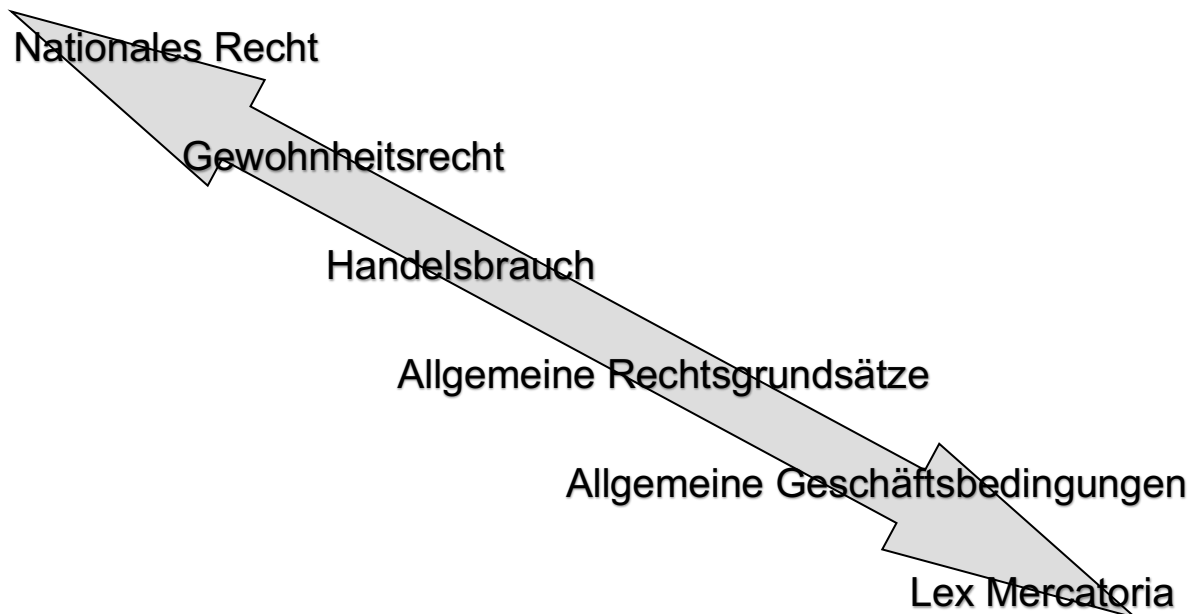 Nationales Recht
Gewohnheitsrecht
Handelsbrauch
Allgemeine Rechtsgrundsätze
Allgemeine Geschäftsbedingungen
Lex Mercatoria